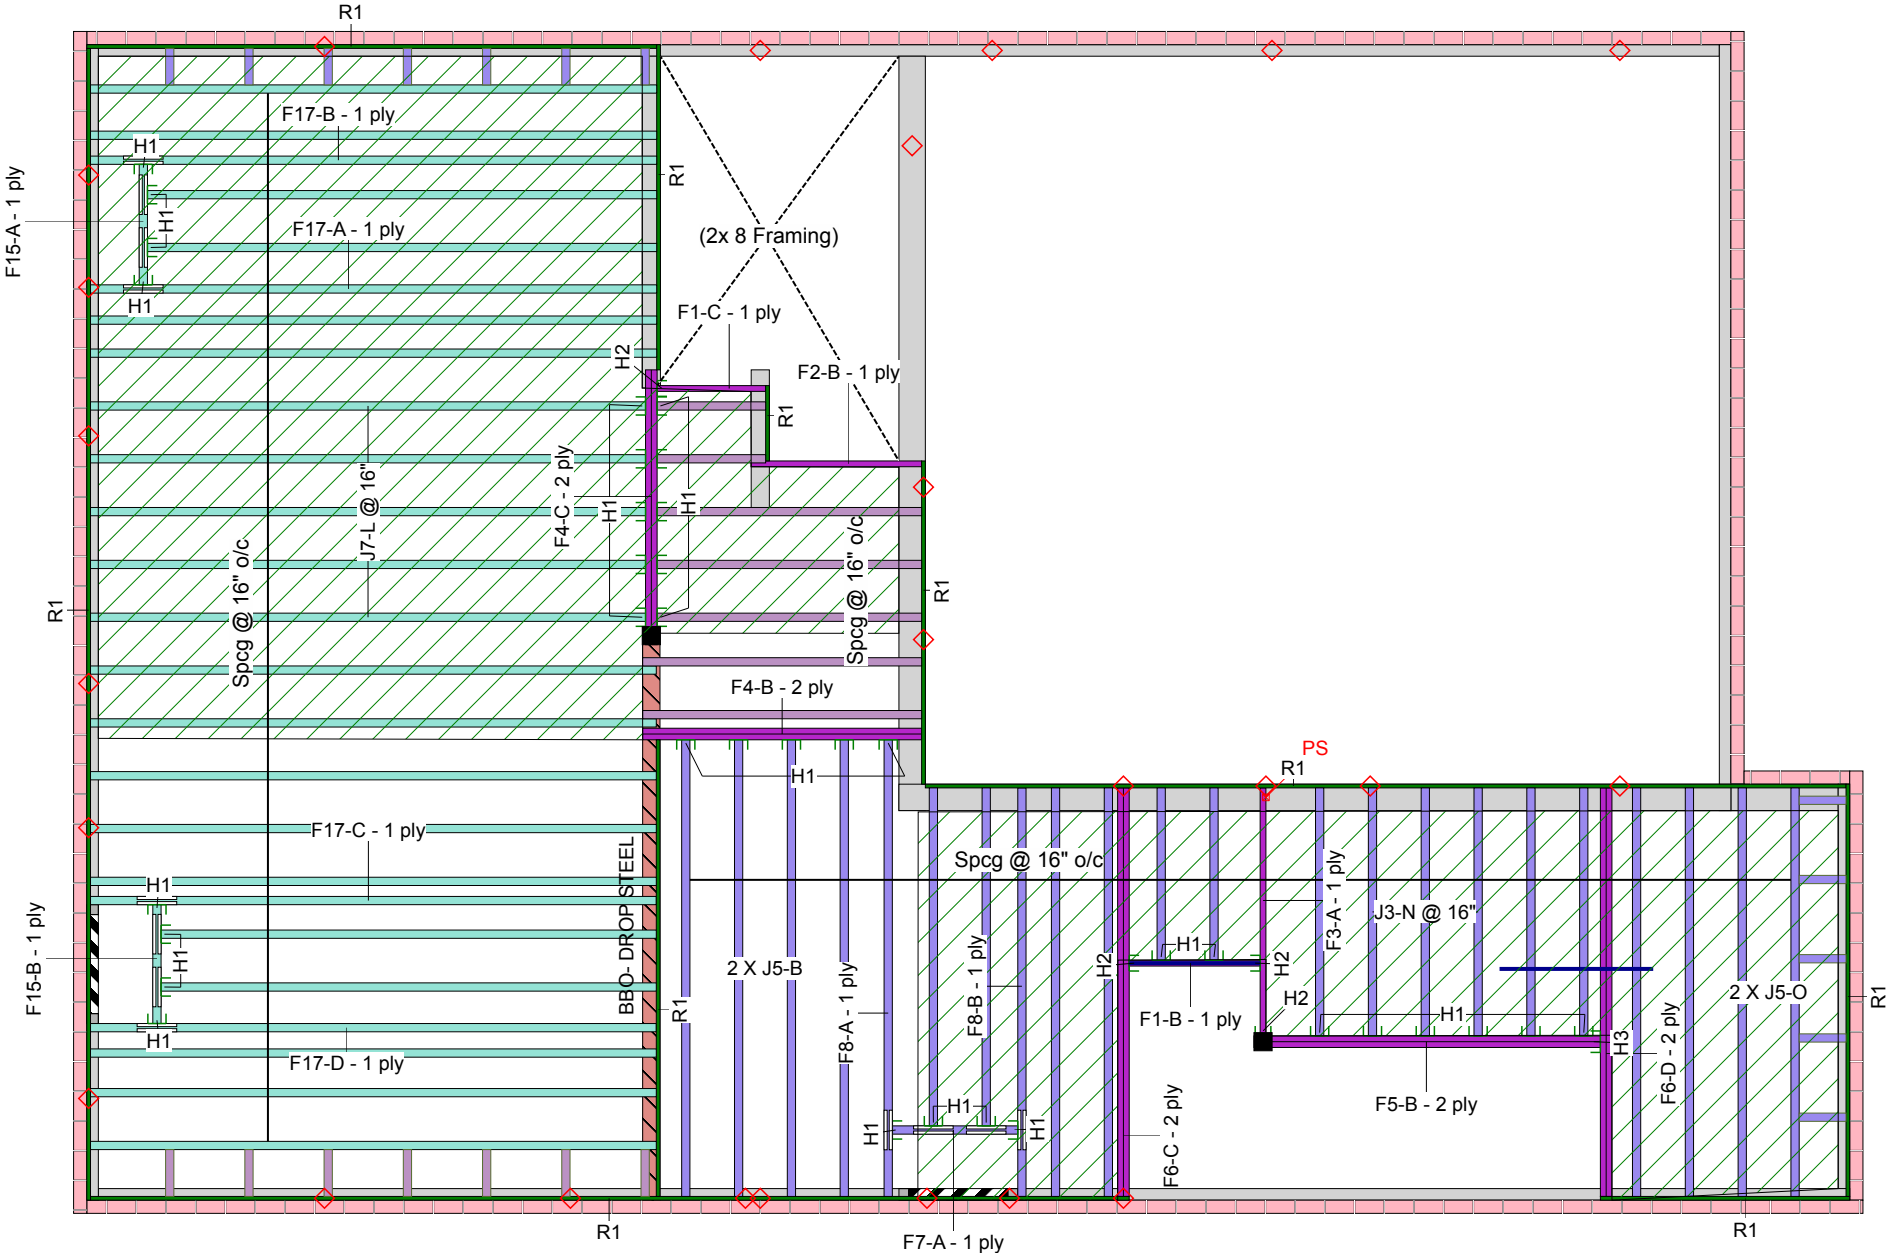 R1
F17-B - 1 ply
H1
F15-A - 1 ply
H1
R1
F17-A - 1 ply
(2x 8 Framing)
H1
F1-C - 1 ply
H2
F2-B - 1 ply
R1
J7-L @ 16"
F4-C - 2 ply
H1
H1
Spcg @ 16" o/c
Spcg @ 16" o/c
R1
R1
F4-B - 2 ply
PS
R1
H1
F17-C - 1 ply
BBO- DROP STEEL
Spcg @ 16" o/c
H1
F15-B - 1 ply
H1
F3-A - 1 ply
J3-N @ 16"
H1
H2
H2
2 X J5-B
F8-A - 1 ply
F8-B - 1 ply
2 X J5-O
R1
R1
H2
F1-B - 1 ply
H1
H3
F6-D - 2 ply
H1
F17-D - 1 ply
F5-B - 2 ply
H1
H1
H1
F6-C - 2 ply
R1
F7-A - 1 ply
R1